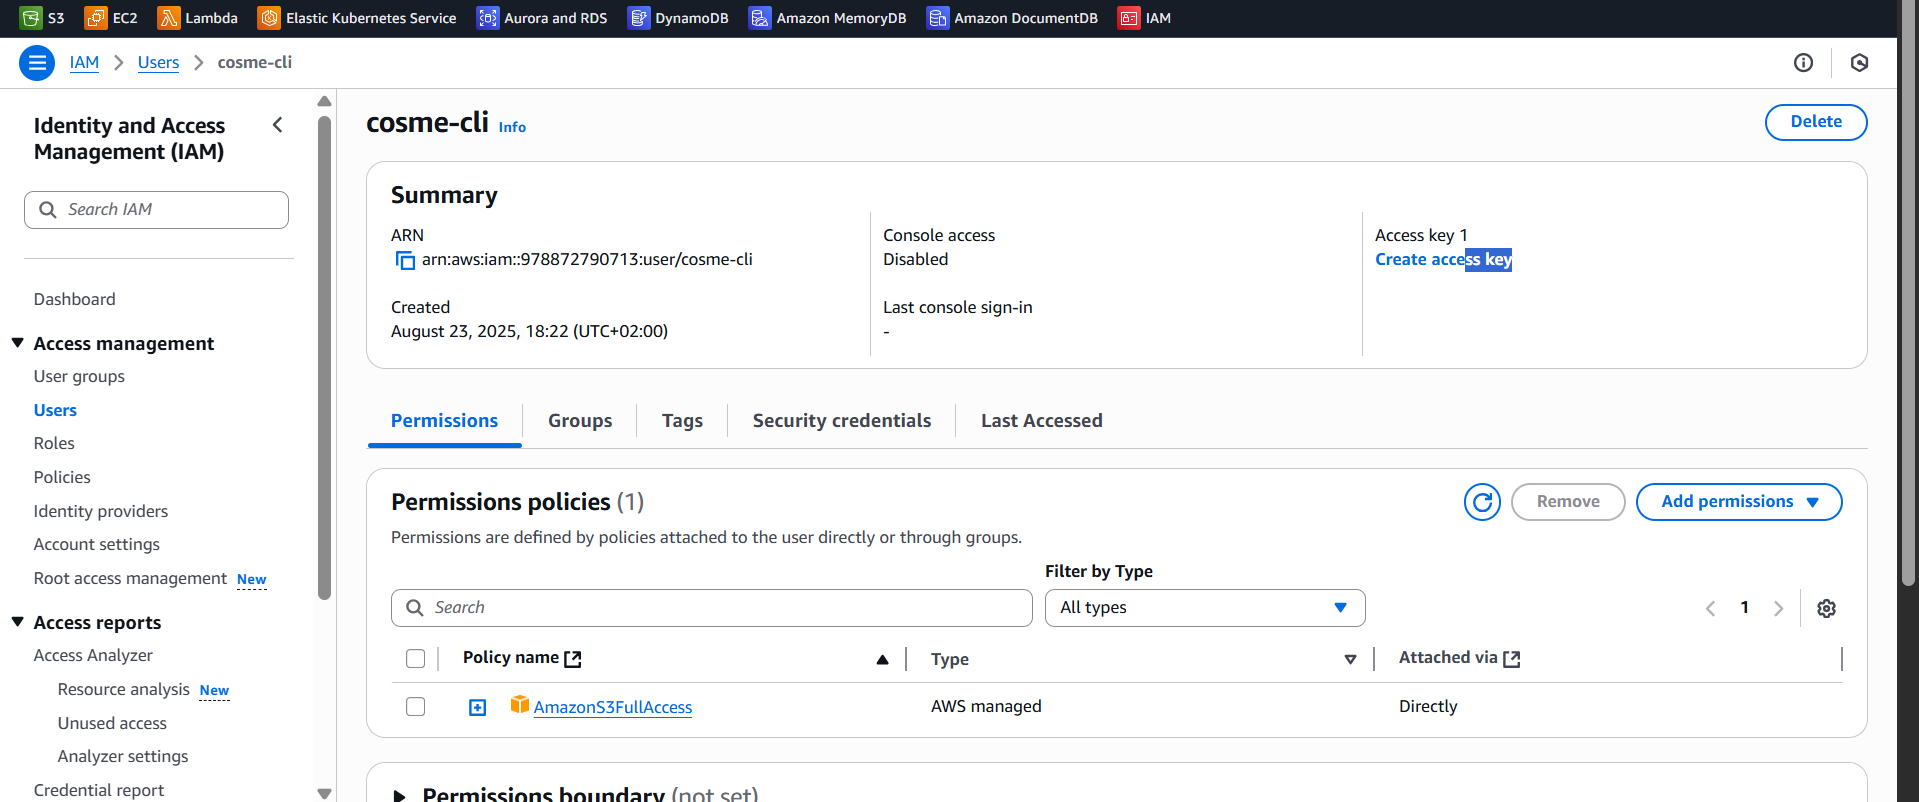 S3 EC2 Lambda Elastic Kubernetes Service Aurora and RDS DynamoDB Amazon MemoryDB Amazon DocumentDB IAM
IAM > Users > cosme-cli
Identity and Access
Management (IAM)
Search IAM
Dashboard
Access management
User groups
Users
Roles
Policies
Identity providers
Account settings
Root access management New
Access reports
Access Analyzer
Resource analysis New
Unused access
Analyzer settings
Credential report
cosme-cli Info
Delete
Summary
ARN
arn:aws:iam::978872790713:user/cosme-cli
Created
August 23, 2025, 18:22 (UTC+02:00)
Console access
Disabled
Last console sign-in
-
Access key 1
Create access key
Permissions Groups Tags Security credentials Last Accessed
Permissions policies (1)
Remove
Add permissions
Permissions are defined by policies attached to the user directly or through groups.
Filter by Type
Search
All types
1
Policy name Type Attached via
AmazonS3FullAccess AWS managed Directly
Permissions boundary (not set)